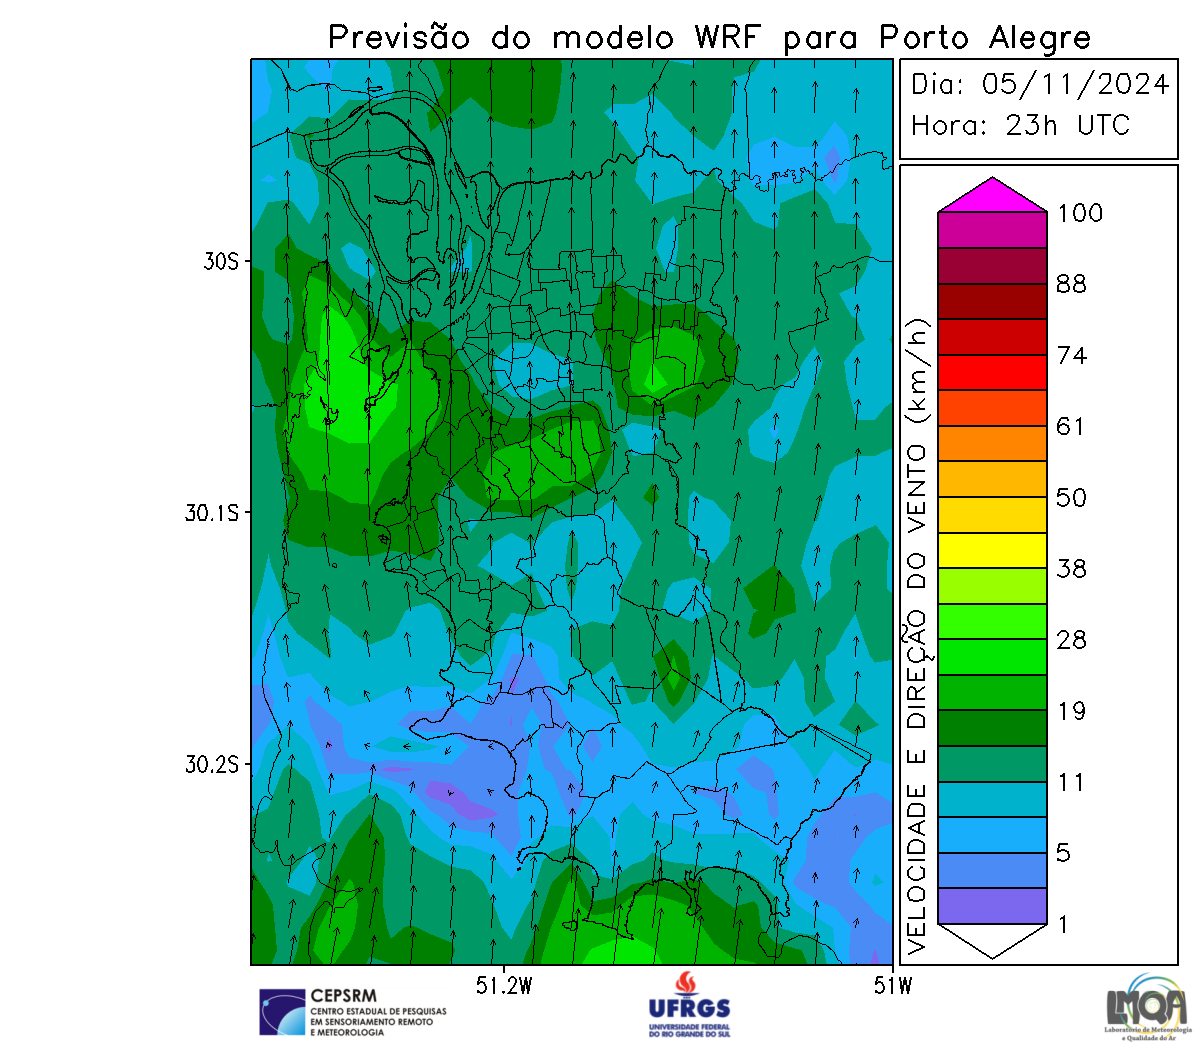 Previsão do modelo WRF para Porto Alegre
Dia: 05/11/2024
Hora: 23h UTC
100
88
74
61
50
38
28
19
11
5
1
VELOCIDADE E DIREÇÃO DO VENTO (km/h)
30S
30.1S
30.2S
51.2W
51W
CEPSRM
CENTRO ESTADUAL DE PESQUISAS
EM SENSORIAMENTO REMOTO
E METEOROLOGIA
UFRGS
UNIVERSIDADE FEDERAL
DO RIO GRANDE DO SUL
LMQA
Laboratório de Meteorologia
e Qualidade do Ar